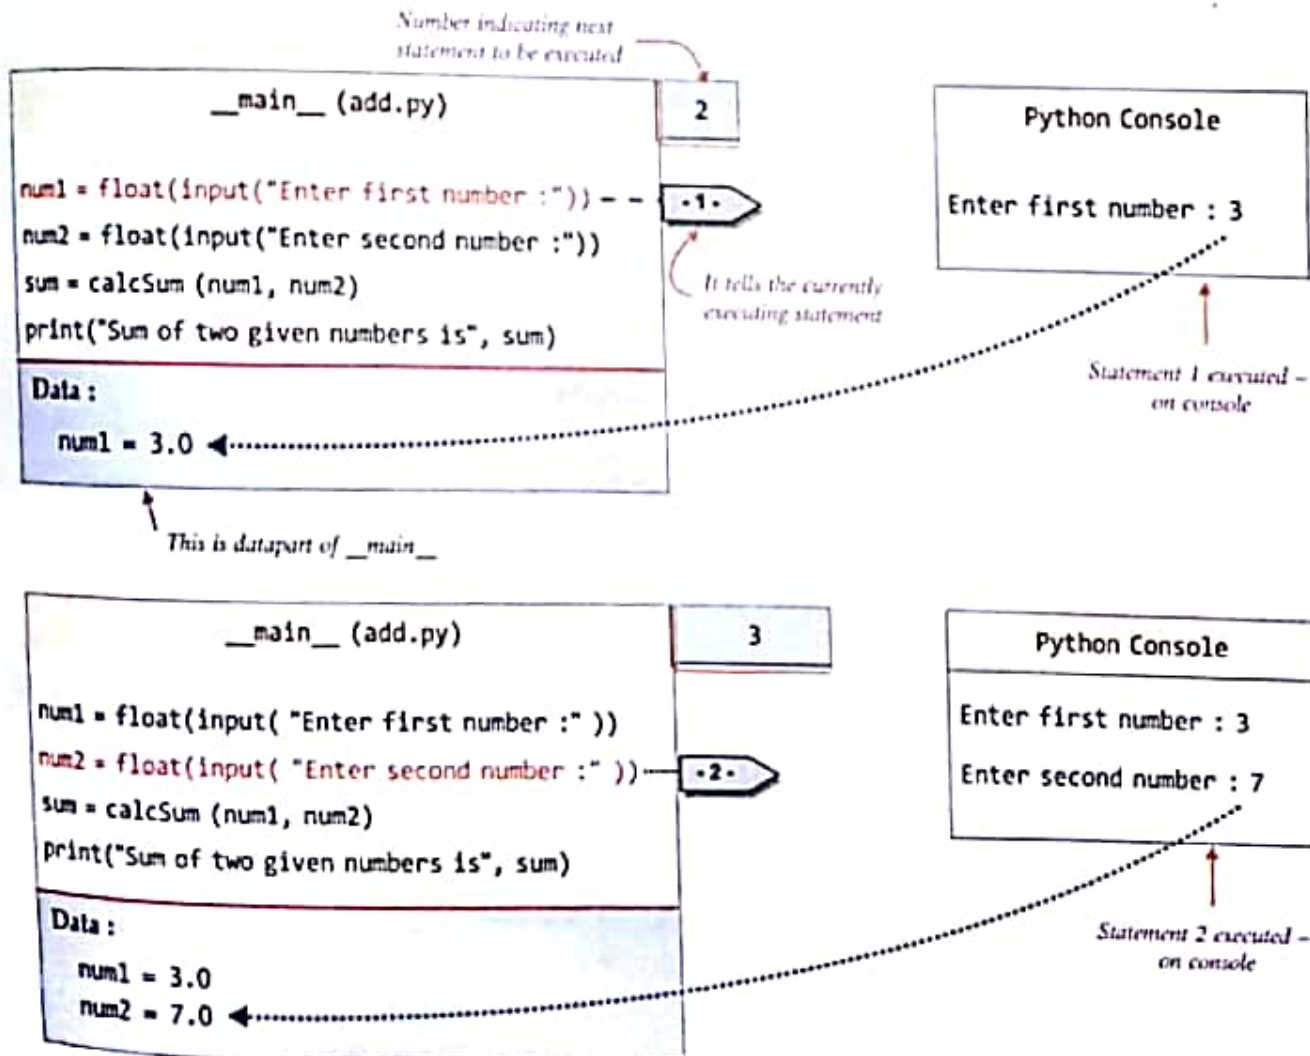 Number indicating next
statement to be executed
__main__ (add.py)
2
Python Console
num1 = float(input("Enter first number :"))
-1-
Enter first number : 3
num2 = float(input("Enter second number :"))
sum = calcSum (num1, num2)
It tells the currently
executing statement
print("Sum of two given numbers is", sum)
Data :
num1 = 3.0
Statement 1 executed –
on console
This is datapart of __main__
__main__ (add.py)
3
Python Console
num1 = float(input( "Enter first number :" ))
Enter first number : 3
num2 = float(input( "Enter second number :" ))
-2-
Enter second number : 7
sum = calcSum (num1, num2)
print("Sum of two given numbers is", sum)
Data :
num1 = 3.0
num2 = 7.0
Statement 2 executed –
on console